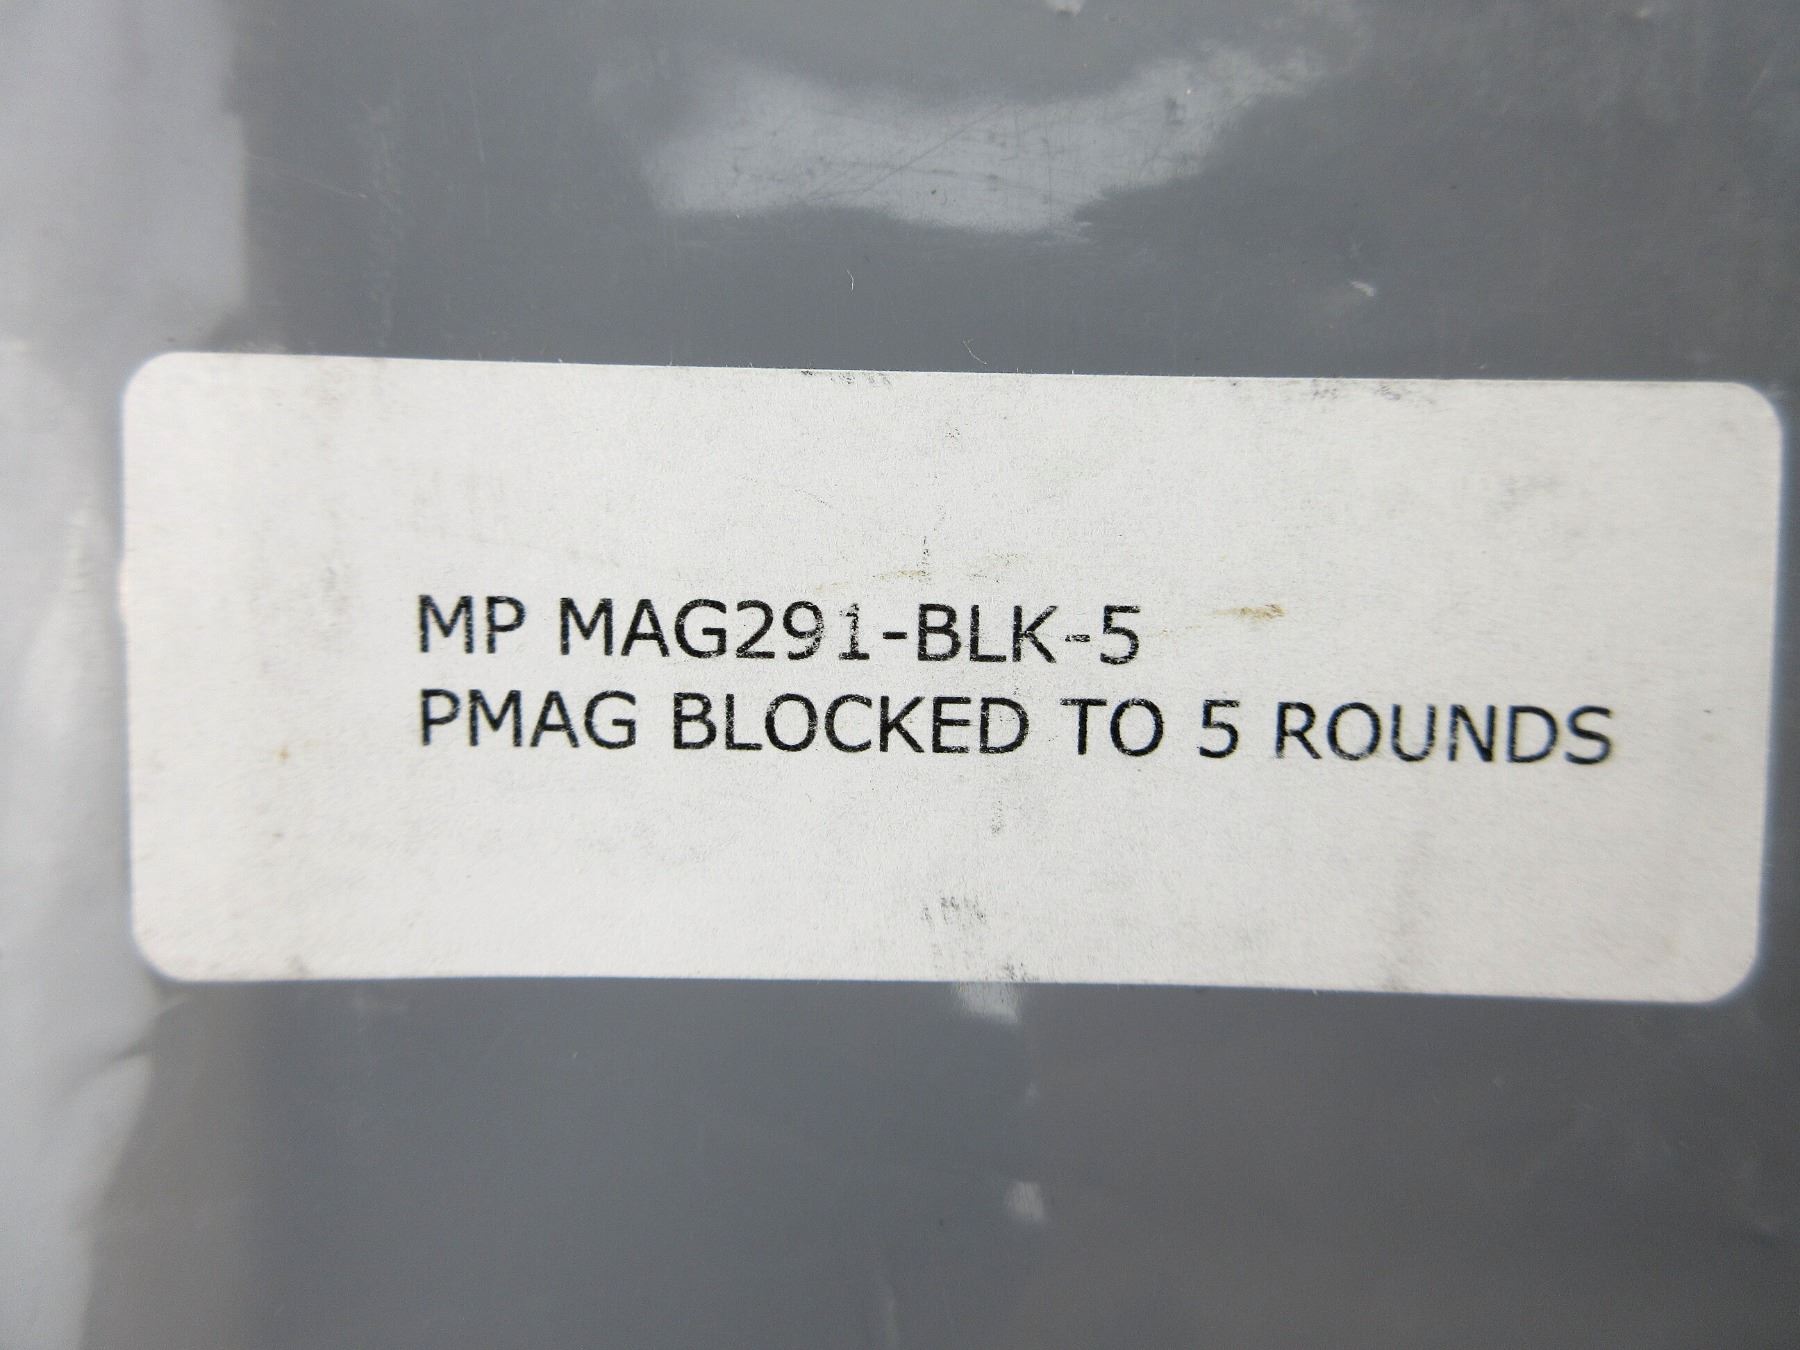 MP MAG291-BLK-5
PMAG BLOCKED TO 5 ROUNDS